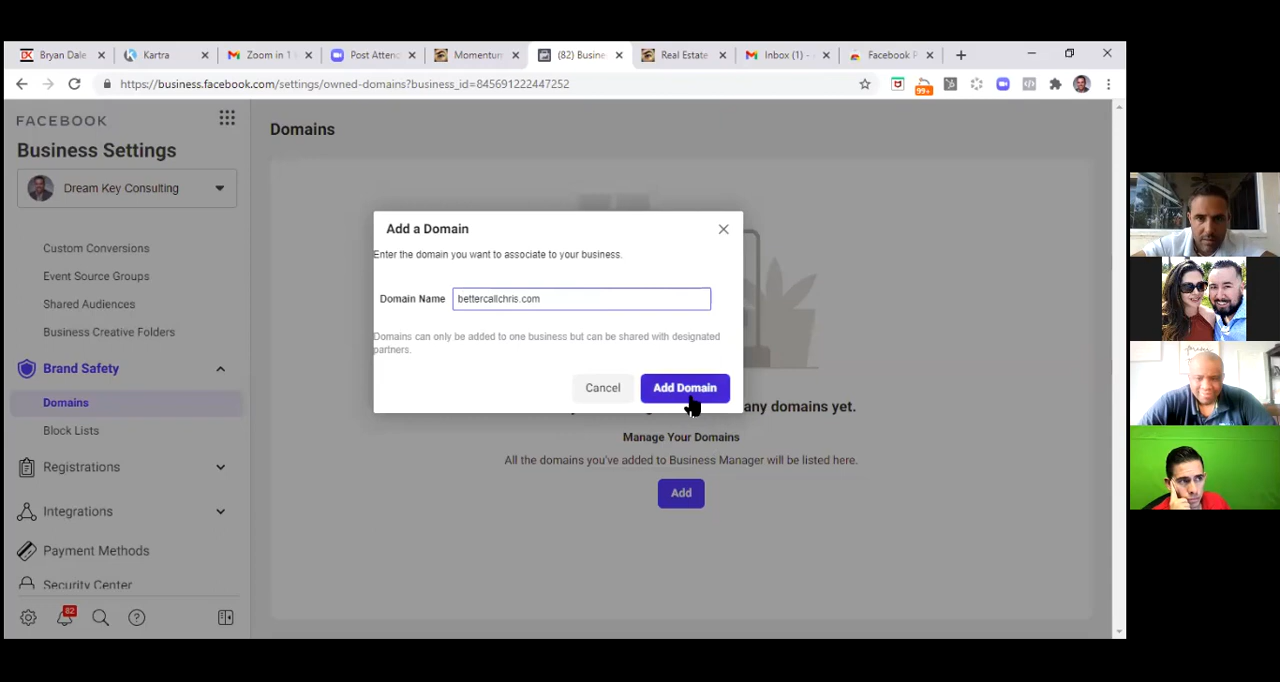 Bryan Dale
Kartra
Zoom in 1
Post Attend
Momentum
(82) Busine
Real Estate
Inbox (1) -
Facebook P
https://business.facebook.com/settings/owned-domains?business_id=845691222447252
99+
FACEBOOK
Business Settings
Dream Key Consulting
Custom Conversions
Event Source Groups
Shared Audiences
Business Creative Folders
Brand Safety
Domains
Block Lists
Registrations
Integrations
Payment Methods
Security Center
82
Domains
Add a Domain
Enter the domain you want to associate to your business.
Domain Name
bettercallchris.com
Domains can only be added to one business but can be shared with designated
partners.
Cancel
Add Domain
any domains yet.
Manage Your Domains
All the domains you've added to Business Manager will be listed here.
Add